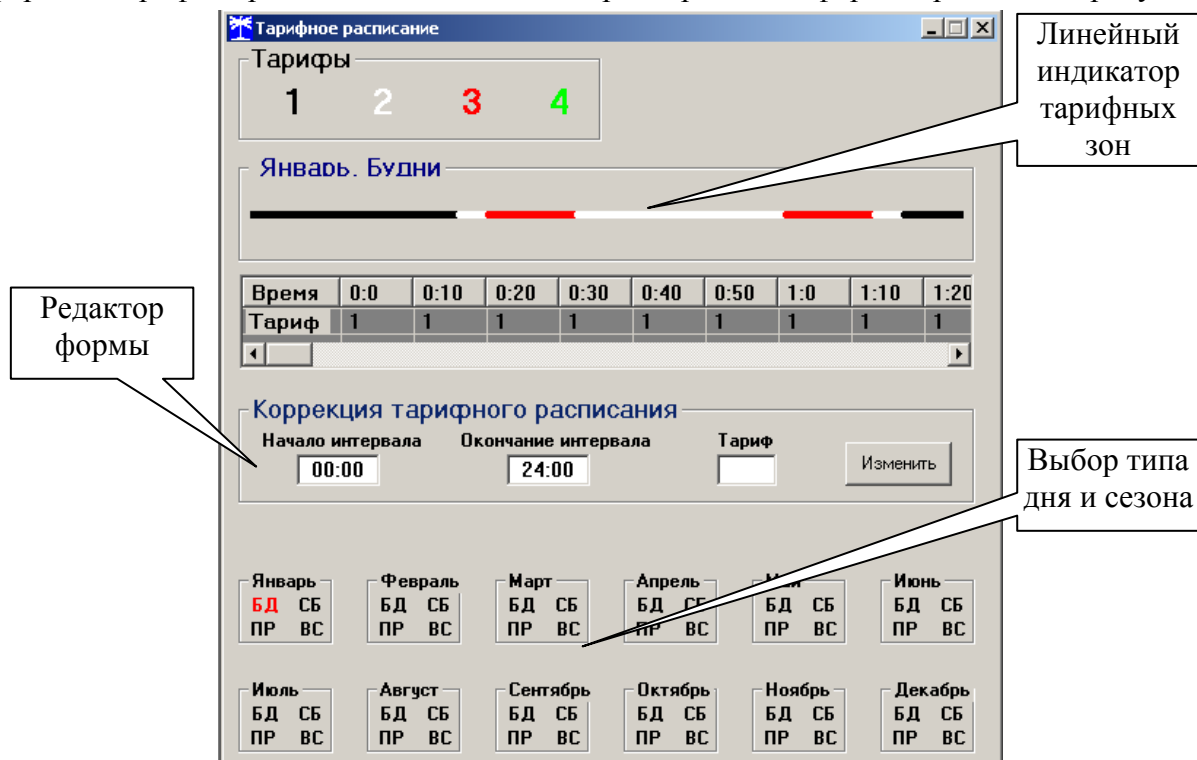 Тарифное расписание
Тарифы
1 2 3 4
Январь. Будни
Линейный
индикатор
тарифных
зон
Время 0:0 0:10 0:20 0:30 0:40 0:50 1:0 1:10 1:20
Тариф 1 1 1 1 1 1 1 1 1
Редактор
формы
Коррекция тарифного расписания
Начало интервала Окончание интервала Тариф
00:00 24:00 Изменить
Выбор типа
дня и сезона
Январь Февраль Март Апрель Май Июнь
БД СБ БД СБ БД СБ БД СБ БД СБ БД СБ
ПР ВС ПР ВС ПР ВС ПР ВС ПР ВС ПР ВС
Июль Август Сентябрь Октябрь Ноябрь Декабрь
БД СБ БД СБ БД СБ БД СБ БД СБ БД СБ
ПР ВС ПР ВС ПР ВС ПР ВС ПР ВС ПР ВС